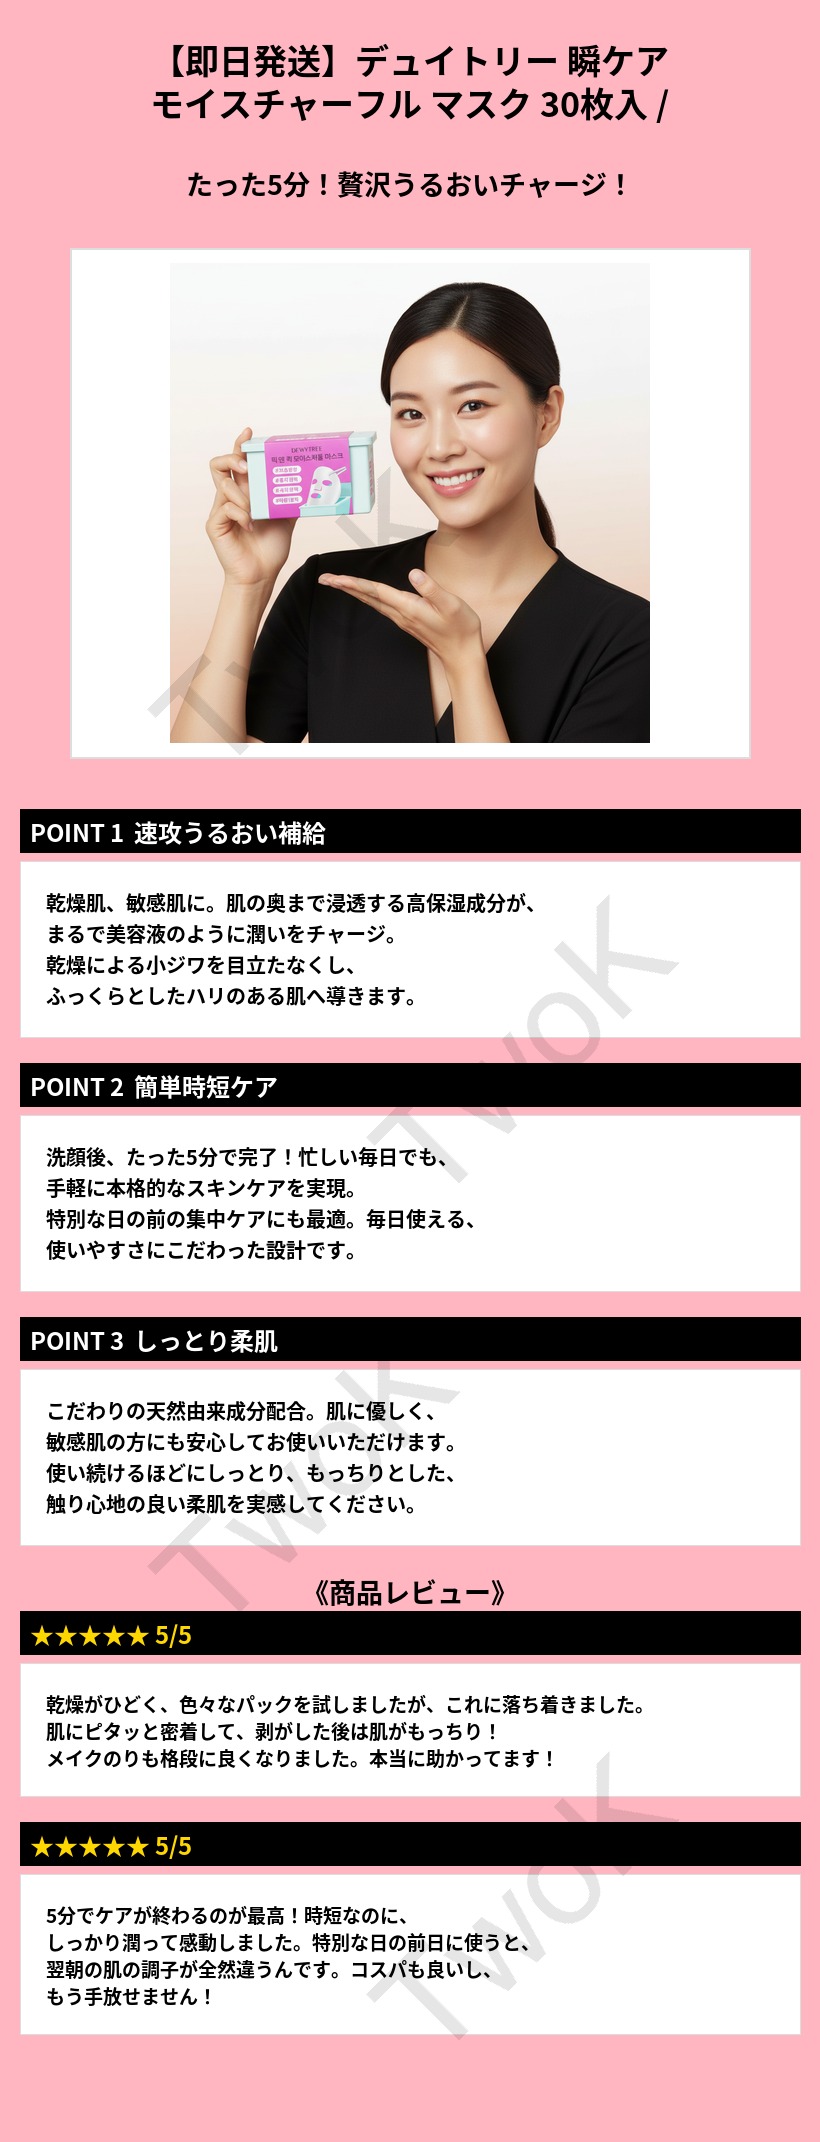 【即日発送】デュイトリー 瞬ケア
モイスチャーフル マスク 30枚入 /
たった5分！贅沢うるおいチャージ！
DEWYTREE
픽앤 퀵 모이스처풀 마스크
TwoK
POINT 1 速攻うるおい補給
乾燥肌、敏感肌に。肌の奥まで浸透する高保湿成分が、
まるで美容液のように潤いをチャージ。
乾燥による小ジワを目立たなくし、
ふっくらとしたハリのある肌へ導きます。
TwoK
POINT 2 簡単時短ケア
洗顔後、たった5分で完了！忙しい毎日でも、
手軽に本格的なスキンケアを実現。
特別な日の前の集中ケアにも最適。毎日使える、
使いやすさにこだわった設計です。
POINT 3 しっとり柔肌
こだわりの天然由来成分配合。肌に優しく、
敏感肌の方にも安心してお使いいただけます。
使い続けるほどにしっとり、もっちりとした、
触り心地の良い柔肌を実感してください。
TwoK
《商品レビュー》
★★★★★ 5/5
乾燥がひどく、色々なパックを試しましたが、これに落ち着きました。
肌にピタッと密着して、剥がした後は肌がもっちり！
メイクのりも格段に良くなりました。本当に助かってます！
★★★★★ 5/5
5分でケアが終わるのが最高！時短なのに、
しっかり潤って感動しました。特別な日の前日に使うと、
翌朝の肌の調子が全然違うんです。コスパも良いし、
もう手放せません！
TwoK